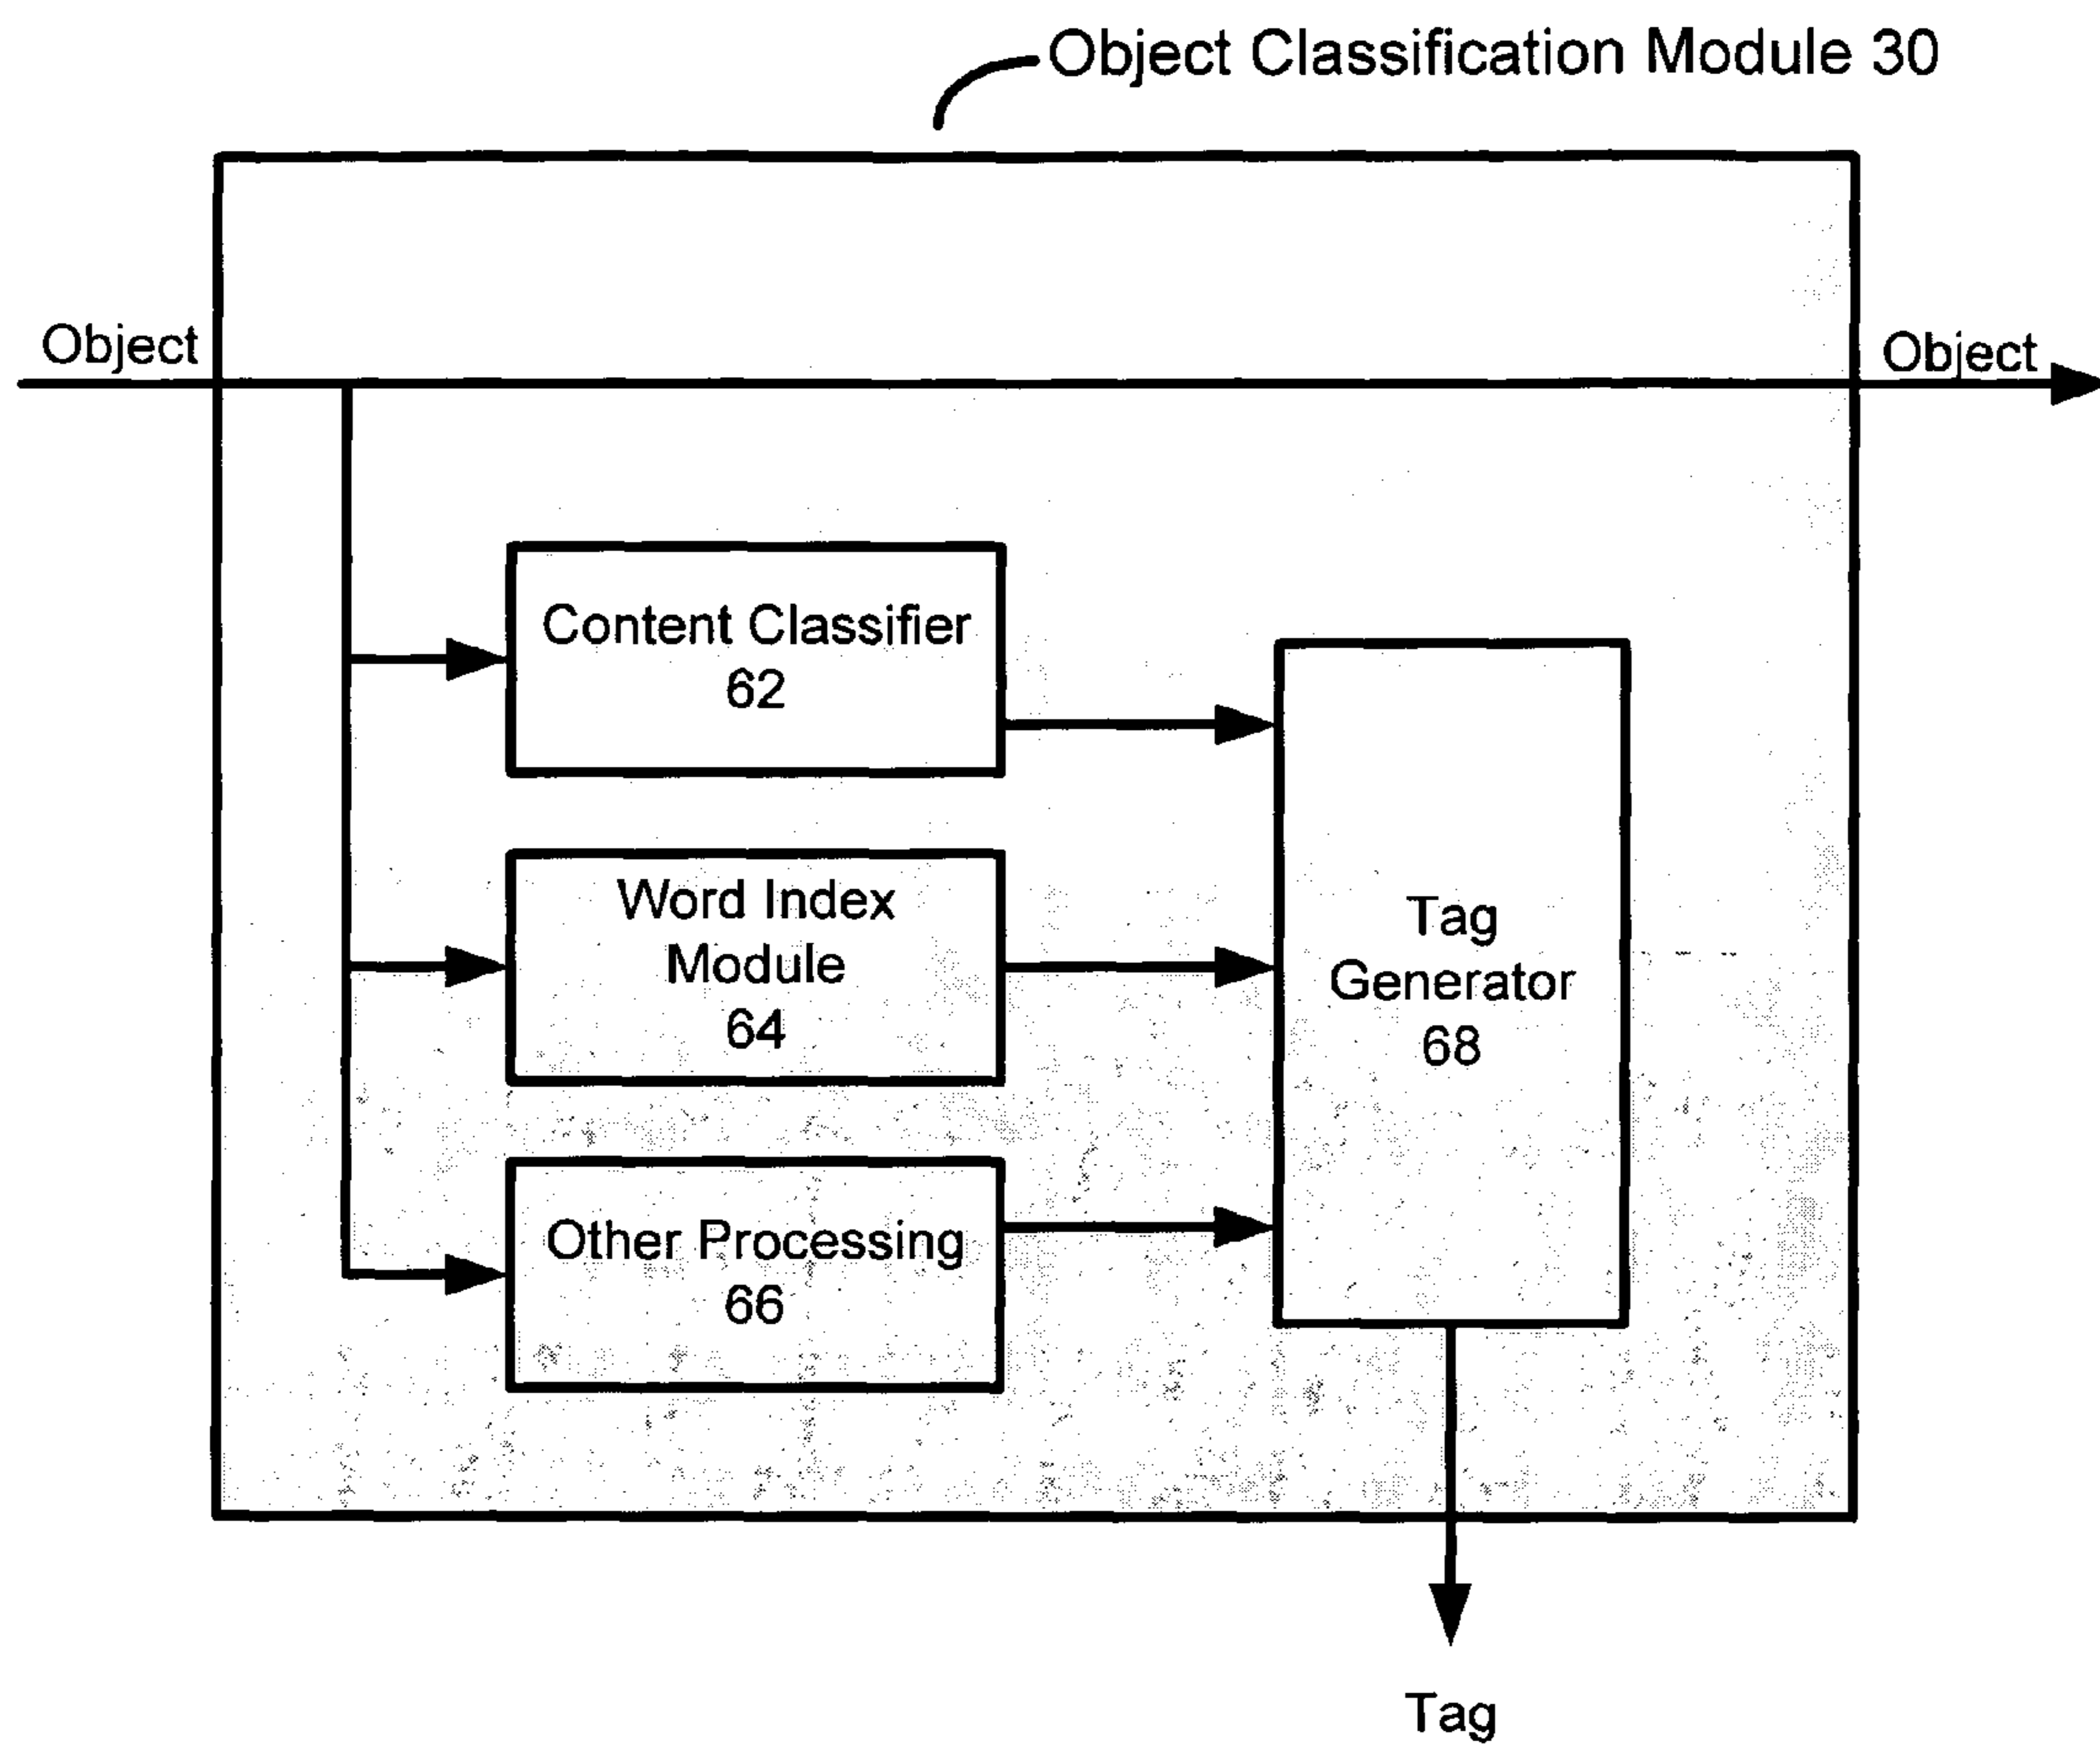 Object Classification Module 30
Object
Object
Content Classifier
62
Word Index
Module
64
Tag
Generator
68
Other Processing
66
Tag